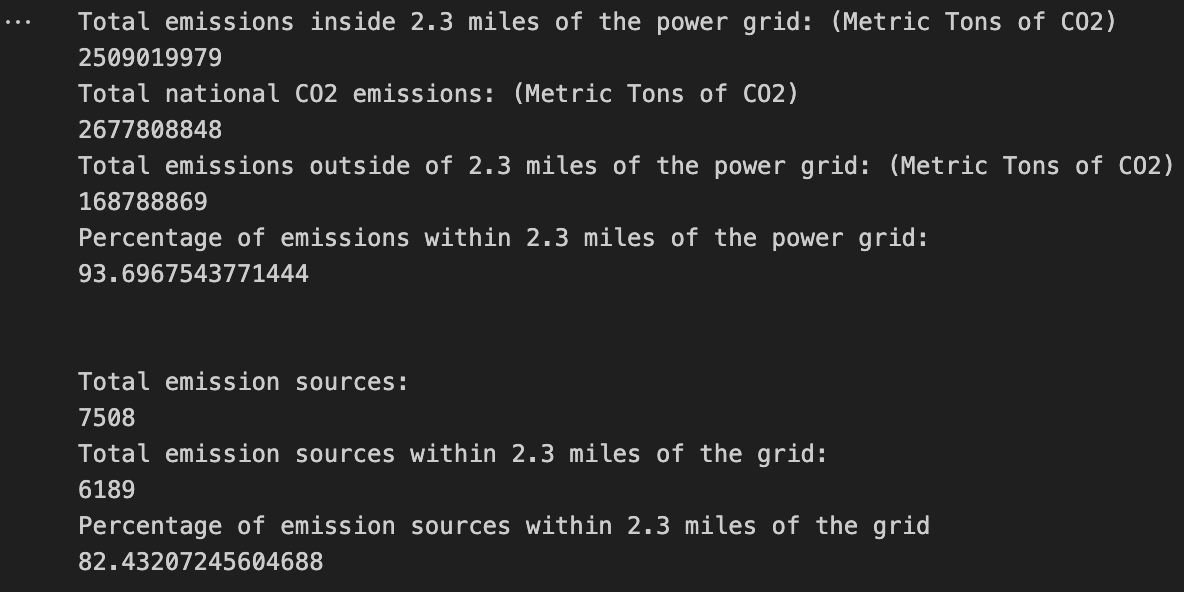 Total emissions inside 2.3 miles of the power grid: (Metric Tons of CO2)
2509019979
Total national CO2 emissions: (Metric Tons of CO2)
2677808848
Total emissions outside of 2.3 miles of the power grid: (Metric Tons of CO2)
168788869
Percentage of emissions within 2.3 miles of the power grid:
93.6967543771444
Total emission sources:
7508
Total emission sources within 2.3 miles of the grid:
6189
Percentage of emission sources within 2.3 miles of the grid
82.43207245604688